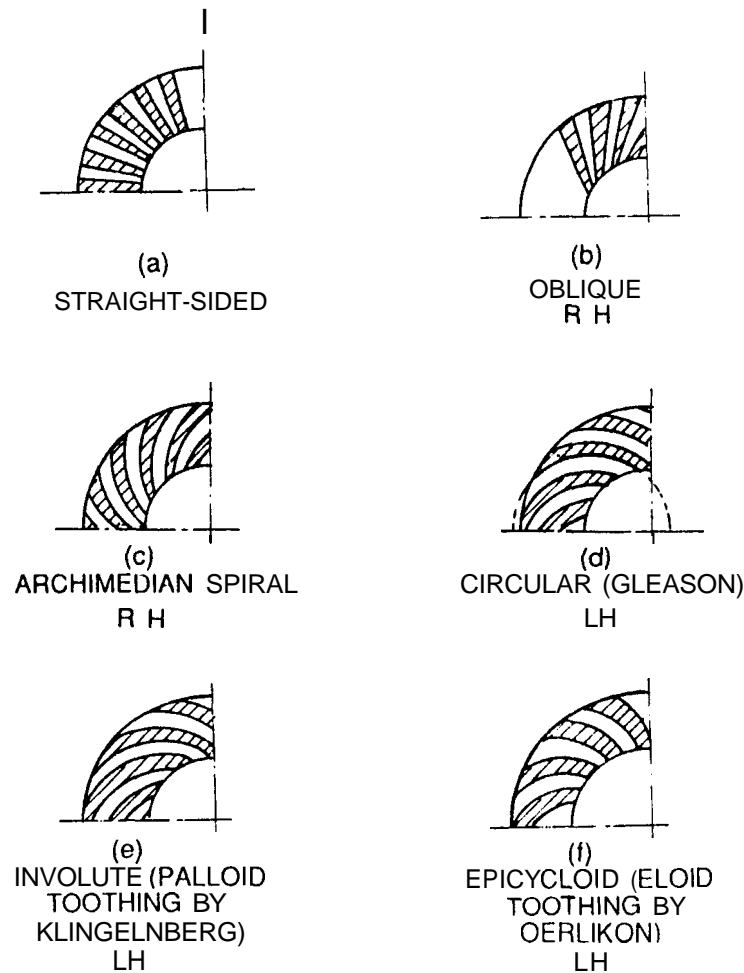 (a)
STRAIGHT-SIDED
(b)
OBLIQUE
R H
(c)
ARCHIMEDIAN SPIRAL
R H
(d)
CIRCULAR (GLEASON)
LH
(e)
INVOLUTE (PALLOID
TOOTHING BY
KLINGELNBERG)
LH
(f)
EPICYCLOID (ELOID
TOOTHING BY
OERLIKON)
LH